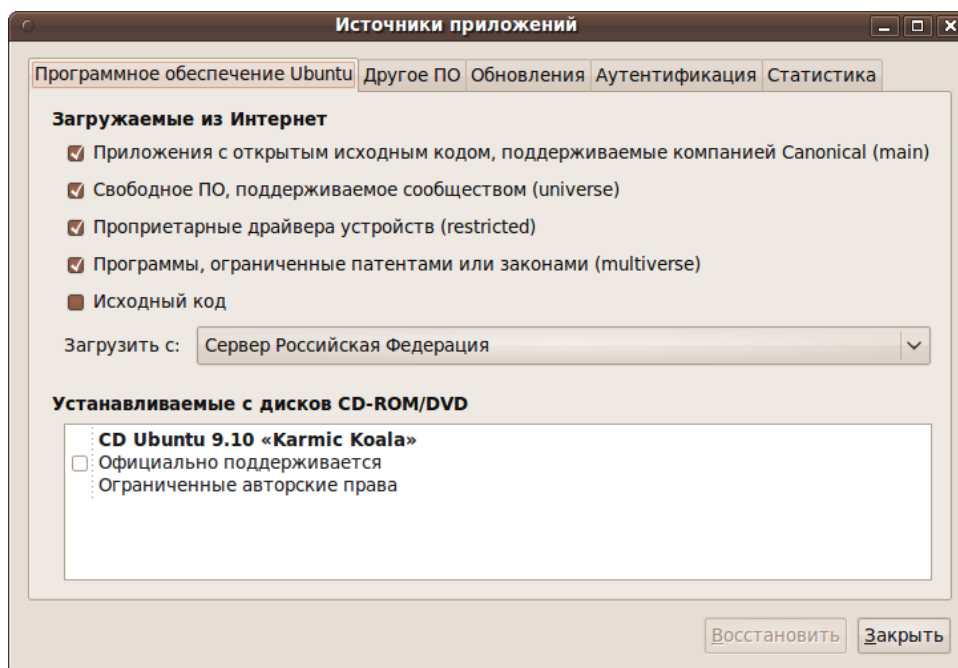 Источники приложений
Программное обеспечение Ubuntu Другое ПО Обновления Аутентификация Статистика
Загружаемые из Интернет
Приложения с открытым исходным кодом, поддерживаемые компанией Canonical (main)
Свободное ПО, поддерживаемое сообществом (universe)
Проприетарные драйвера устройств (restricted)
Программы, ограниченные патентами или законами (multiverse)
Исходный код
Загрузить с: Сервер Российская Федерация
Устанавливаемые с дисков CD-ROM/DVD
CD Ubuntu 9.10 «Karmic Koala»
Официально поддерживается
Ограниченные авторские права
Восстановить Закрыть